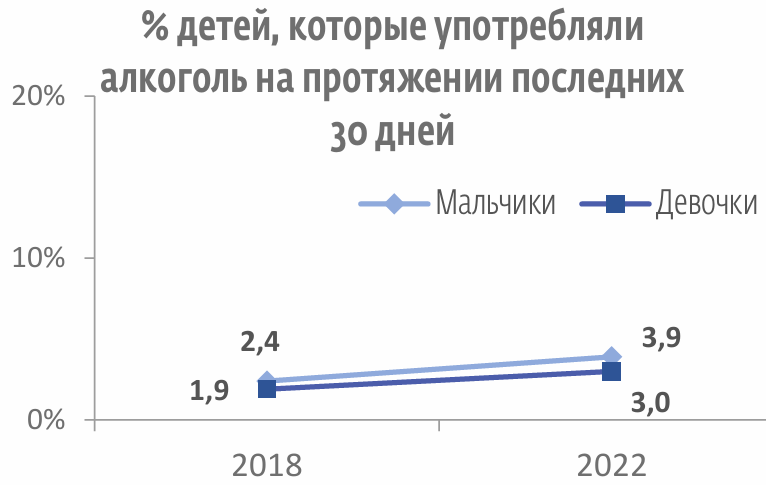 % детей, которые употребляли
алкоголь на протяжении последних
30 дней
20%
Мальчики Девочки
10%
2,4
3,9
1,9
3,0
0%
2018 2022